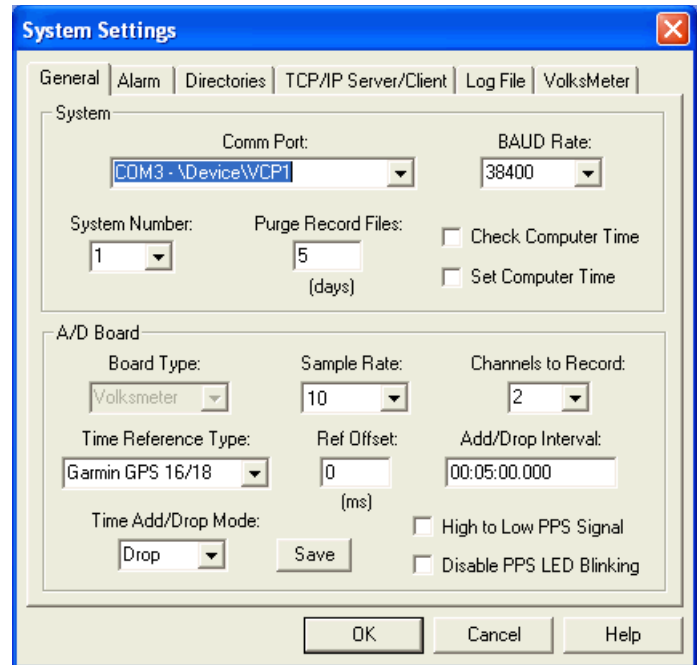 System Settings
General Alarm Directories TCP/IP Server/Client Log File VolksMeter
System
Comm Port: BAUD Rate:
COM3 - \Device\VCP1 38400
System Number: Purge Record Files:
Check Computer Time
1 5
(days)
Set Computer Time
A/D Board
Board Type: Sample Rate: Channels to Record:
Volksmeter 10 2
Time Reference Type: Ref Offset: Add/Drop Interval:
Garmin GPS 16/18 0 00:05:00.000
(ms)
Time Add/Drop Mode:
High to Low PPS Signal
Drop Save
Disable PPS LED Blinking
OK Cancel Help